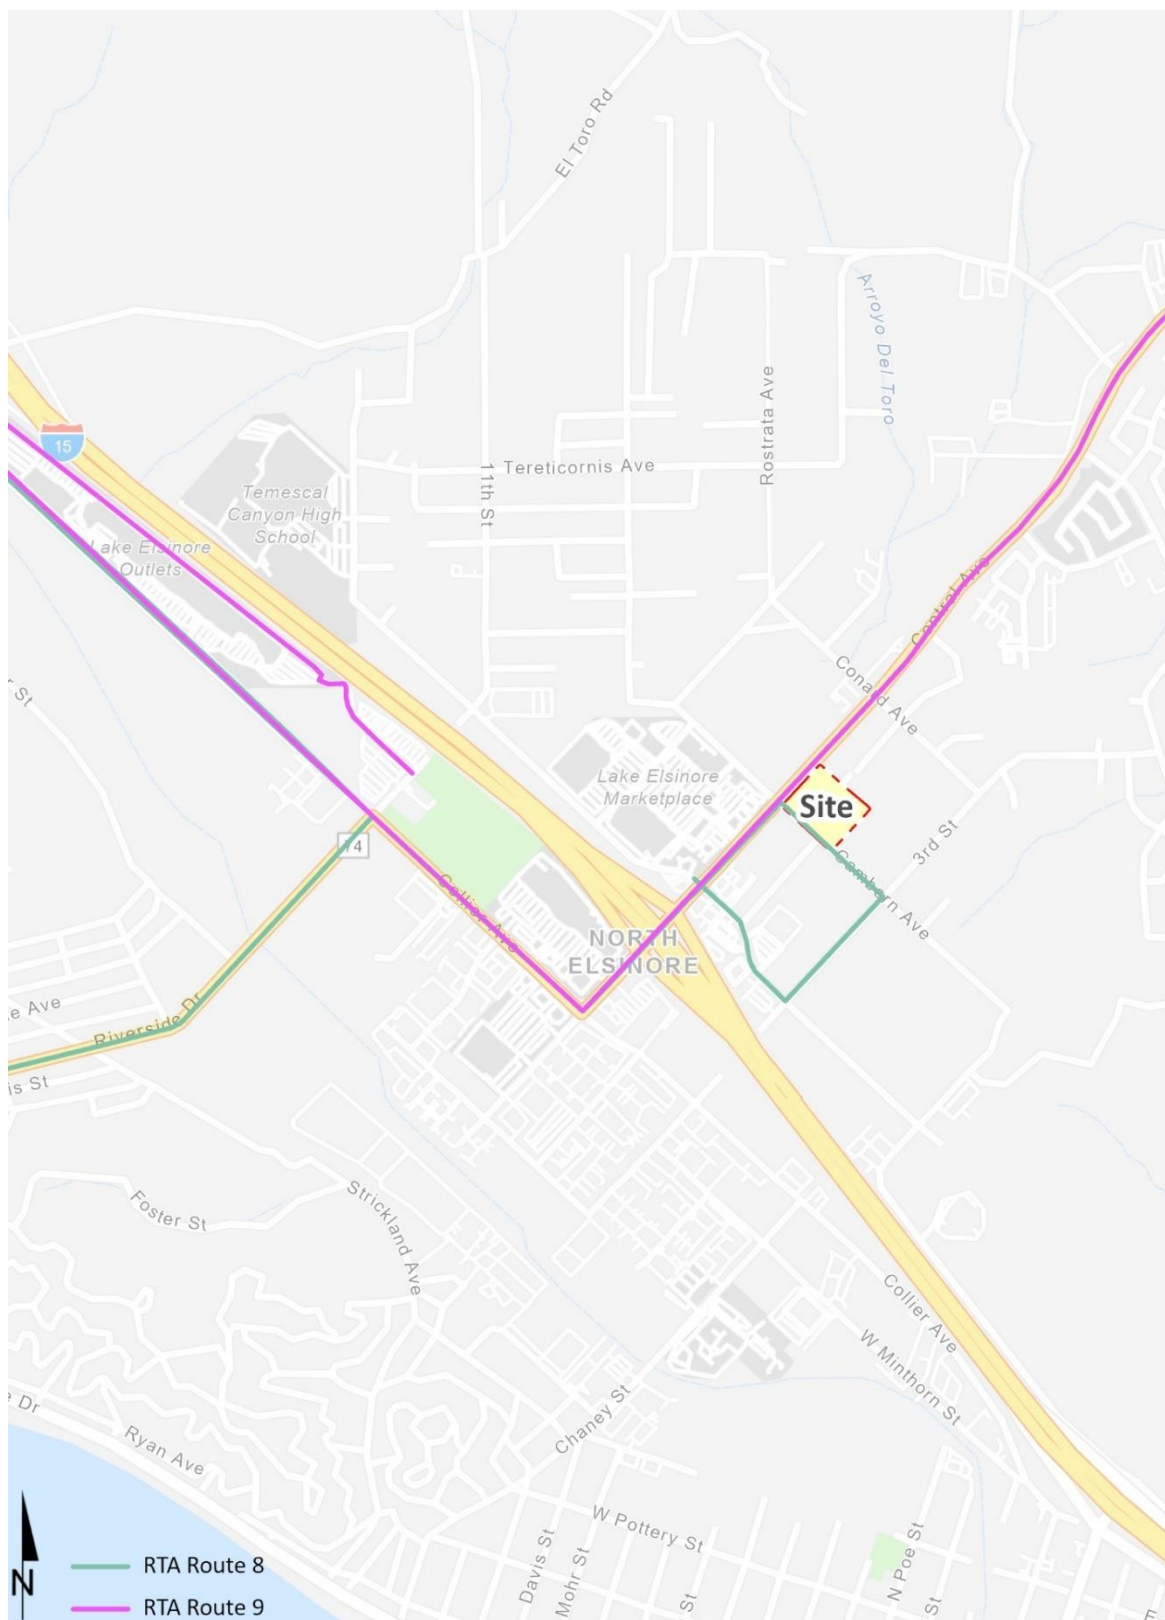 El Toro Rd
Arroyo Del Toro
Rostrata Ave
15
11th St
Tereticornis Ave
Temescal
Canyon High
School
Lake Elsinore
Outlets
Central Ave
Conard Ave
Lake Elsinore
Marketplace
Site
3rd St
74
Collier Ave
Cambern Ave
NORTH
ELSINORE
Riverside Dr
Foster St
Strickland Ave
Collier Ave
W Minthorn St
Chaney St
Ryan Ave
W Pottery St
Davis St
Mohr St
St
N Poe St
St
N
RTA Route 8
RTA Route 9